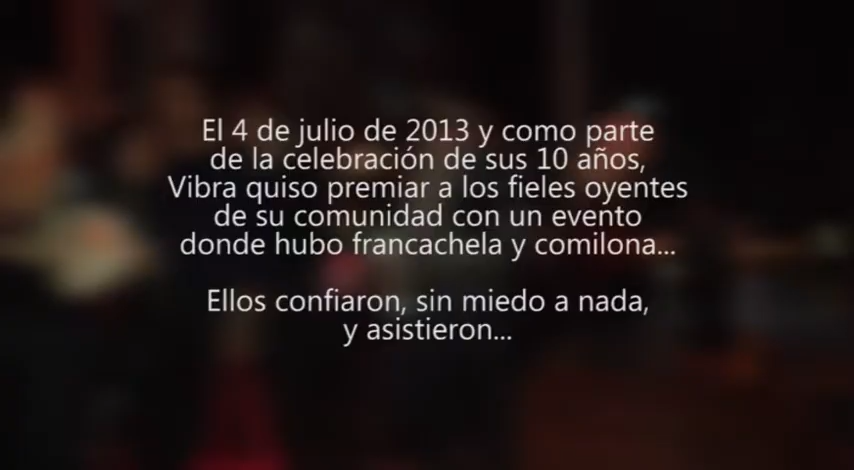 El 4 de julio de 2013 y como parte
de la celebración de sus 10 años,
Vibra quiso premiar a los fieles oyentes
de su comunidad con un evento
donde hubo francachela y comilona...
Ellos confiaron, sin miedo a nada,
y asistieron...